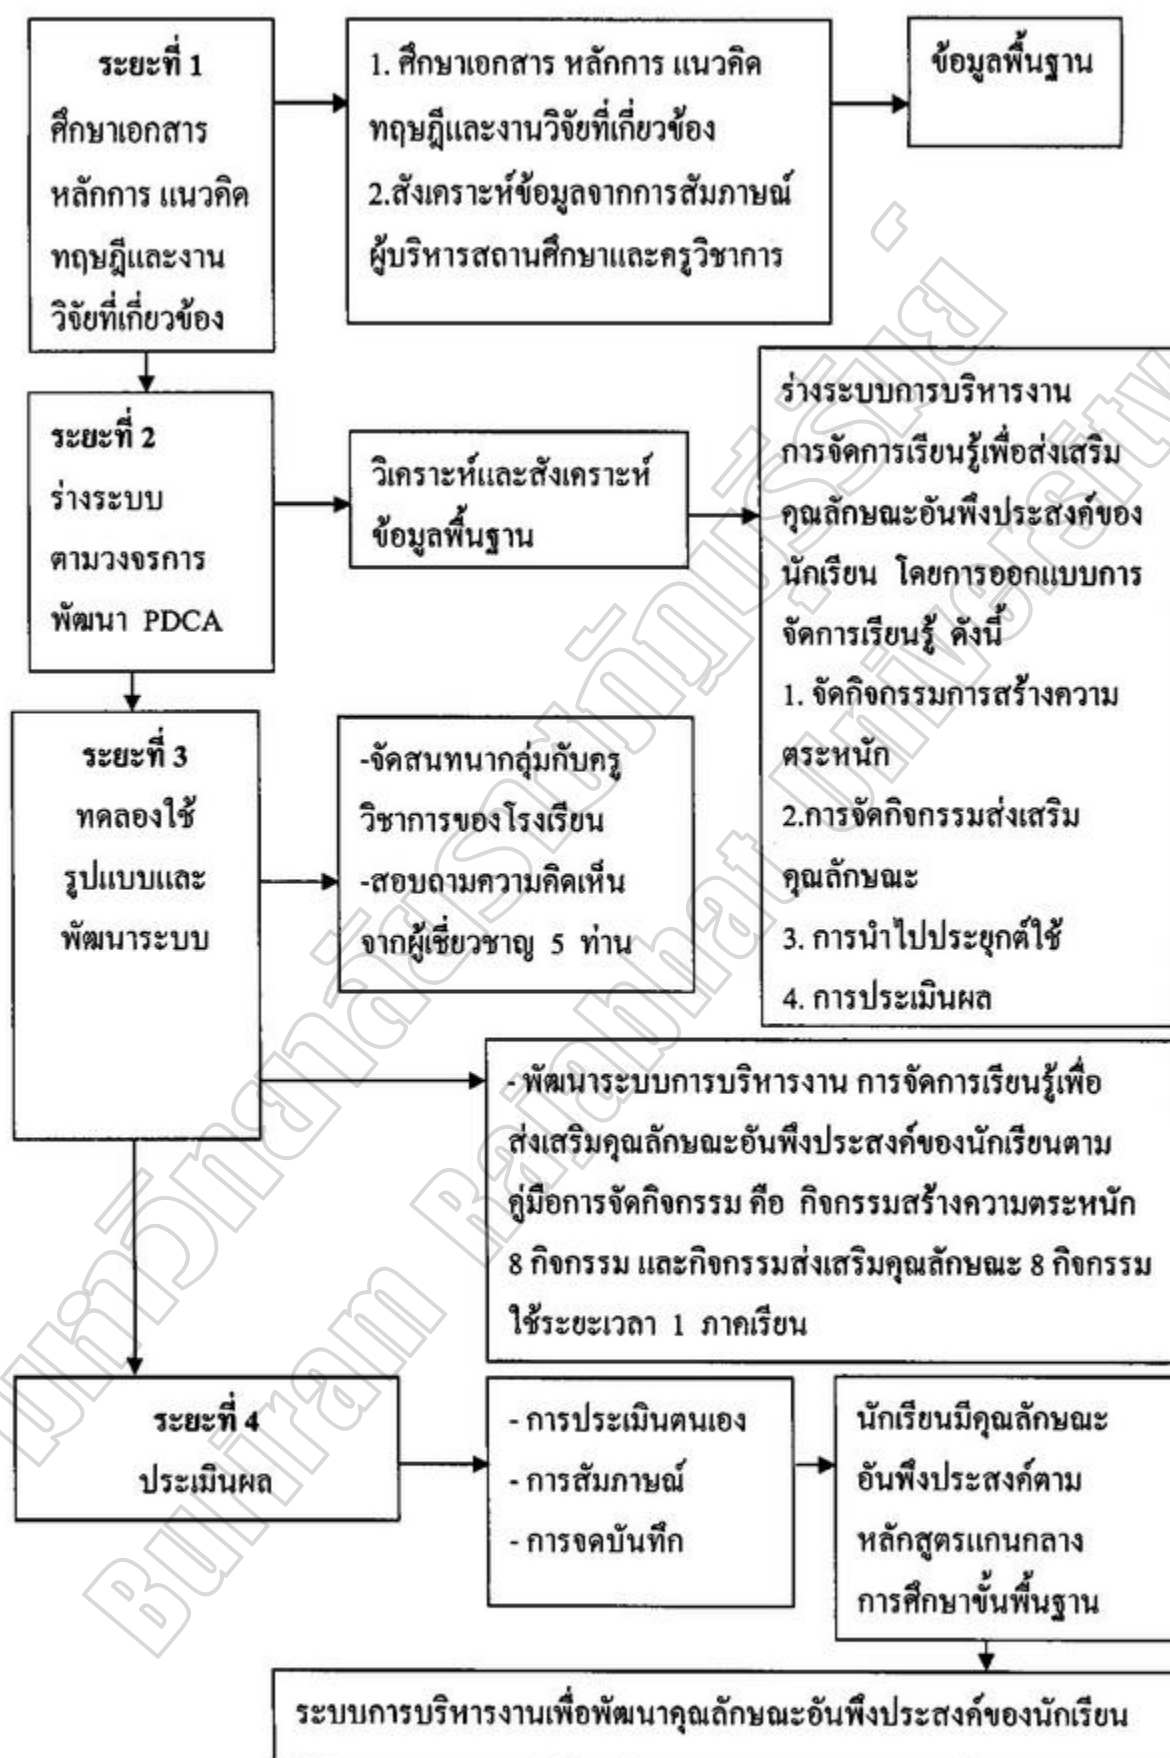 ระยะที่ 1
ศึกษาเอกสาร
หลักการ แนวคิด
ทฤษฎีและงาน
วิจัยที่เกี่ยวข้อง
1. ศึกษาเอกสาร หลักการ แนวคิด
ทฤษฎีและงานวิจัยที่เกี่ยวข้อง
2.สังเคราะห์ข้อมูลจากการสัมภาษณ์
ผู้บริหารสถานศึกษาและครูวิชาการ
ข้อมูลพื้นฐาน
ระยะที่ 2
ร่างระบบ
ตามวงจรการ
พัฒนา PDCA
วิเคราะห์และสังเคราะห์
ข้อมูลพื้นฐาน
ร่างระบบการบริหารงาน
การจัดการเรียนรู้เพื่อส่งเสริม
คุณลักษณะอันพึงประสงค์ของ
นักเรียน โดยการออกแบบการ
จัดการเรียนรู้ ดังนี้
1. จัดกิจกรรมการสร้างความ
ตระหนัก
2.การจัดกิจกรรมส่งเสริม
คุณลักษณะ
3. การนำไปประยุกต์ใช้
4. การประเมินผล
ระยะที่ 3
ทดลองใช้
รูปแบบและ
พัฒนาระบบ
-จัดสนทนากลุ่มกับครู
วิชาการของโรงเรียน
-สอบถามความคิดเห็น
จากผู้เชี่ยวชาญ 5 ท่าน
- พัฒนาระบบการบริหารงาน การจัดการเรียนรู้เพื่อ
ส่งเสริมคุณลักษณะอันพึงประสงค์ของนักเรียนตาม
คู่มือการจัดกิจกรรม คือ กิจกรรมสร้างความตระหนัก
8 กิจกรรม และกิจกรรมส่งเสริมคุณลักษณะ 8 กิจกรรม
ใช้ระยะเวลา 1 ภาคเรียน
ระยะที่ 4
ประเมินผล
- การประเมินตนเอง
- การสัมภาษณ์
- การจดบันทึก
นักเรียนมีคุณลักษณะ
อันพึงประสงค์ตาม
หลักสูตรแกนกลาง
การศึกษาขั้นพื้นฐาน
ระบบการบริหารงานเพื่อพัฒนาคุณลักษณะอันพึงประสงค์ของนักเรียน
มหาวิทยาลัยราชภัฏบุรีรัมย์
Buriram Rajabhat University